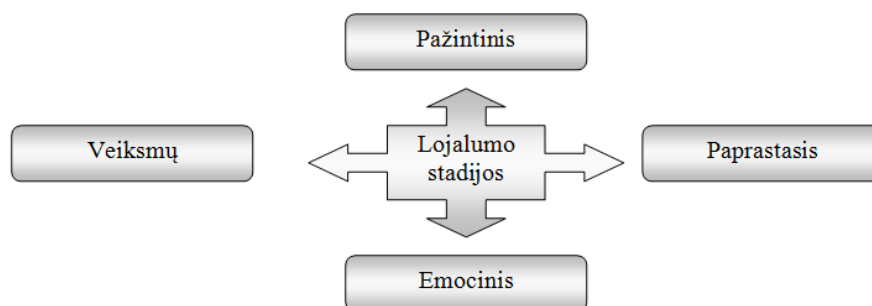 Pažintinis
Veiksmų
Lojalumo
stadijos
Paprastasis
Emocinis